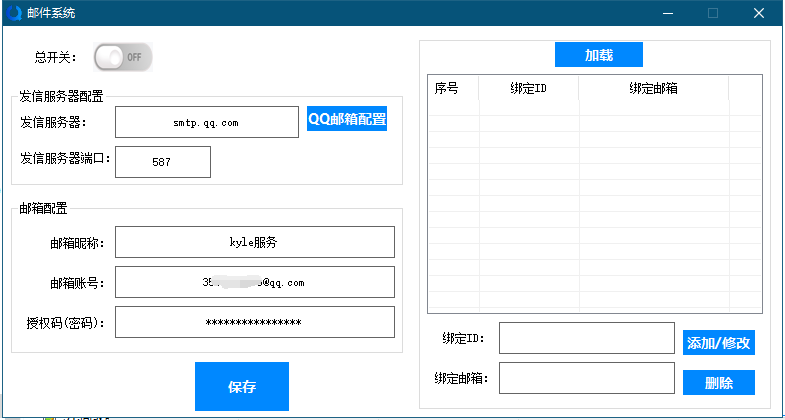 邮件系统
总开关：
OFF
发信服务器配置
发信服务器：
smtp.qq.com
QQ邮箱配置
发信服务器端口：
587
邮箱配置
邮箱昵称：
kyle服务
邮箱账号：
@qq.com
授权码(密码)：
****************
保存
加载
序号 绑定ID 绑定邮箱
绑定ID：
添加/修改
绑定邮箱：
删除